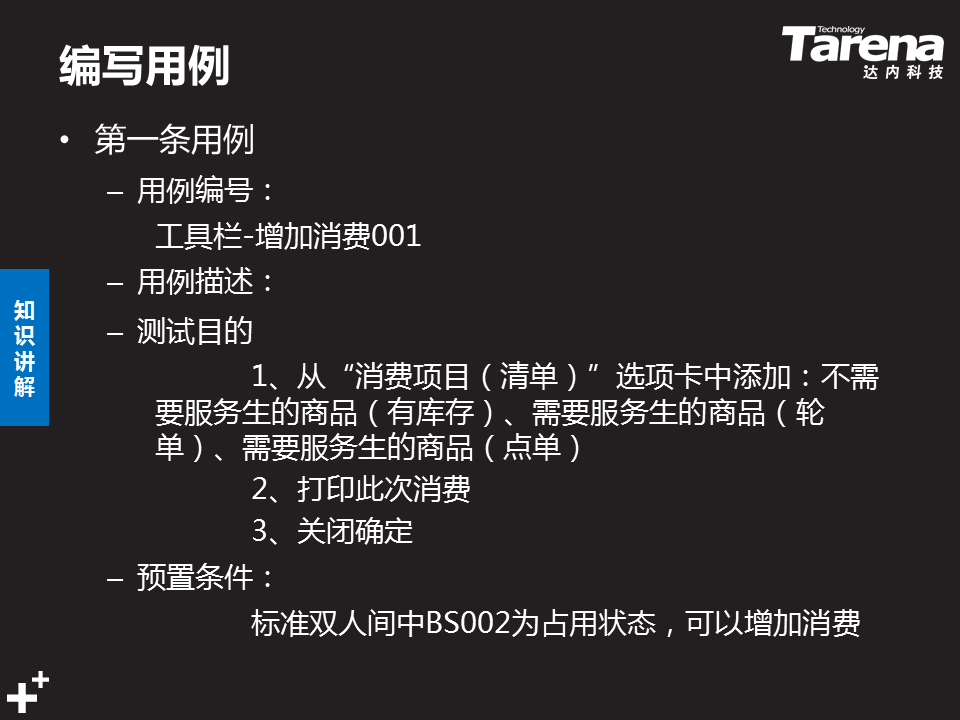 编写用例
Technology
Tarena
达内科技
• 第一条用例
– 用例编号：
工具栏-增加消费001
– 用例描述：
– 测试目的
1、从“消费项目（清单）”选项卡中添加：不需
要服务生的商品（有库存）、需要服务生的商品（轮
单）、需要服务生的商品（点单）
2、打印此次消费
3、关闭确定
– 预置条件：
标准双人间中BS002为占用状态，可以增加消费
知
识
讲
解